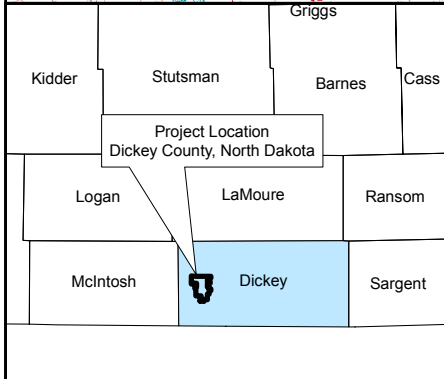 Griggs
Kidder
Stutsman
Barnes
Cass
Project Location
Dickey County, North Dakota
Logan
LaMoure
Ransom
McIntosh
Dickey
Sargent